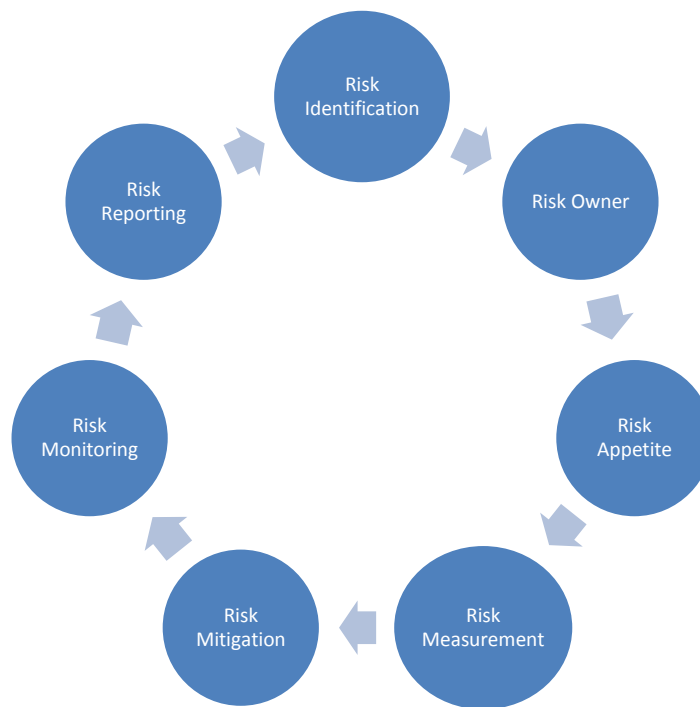 Risk
Identification
Risk Owner
Risk
Appetite
Risk
Measurement
Risk
Mitigation
Risk
Monitoring
Risk
Reporting